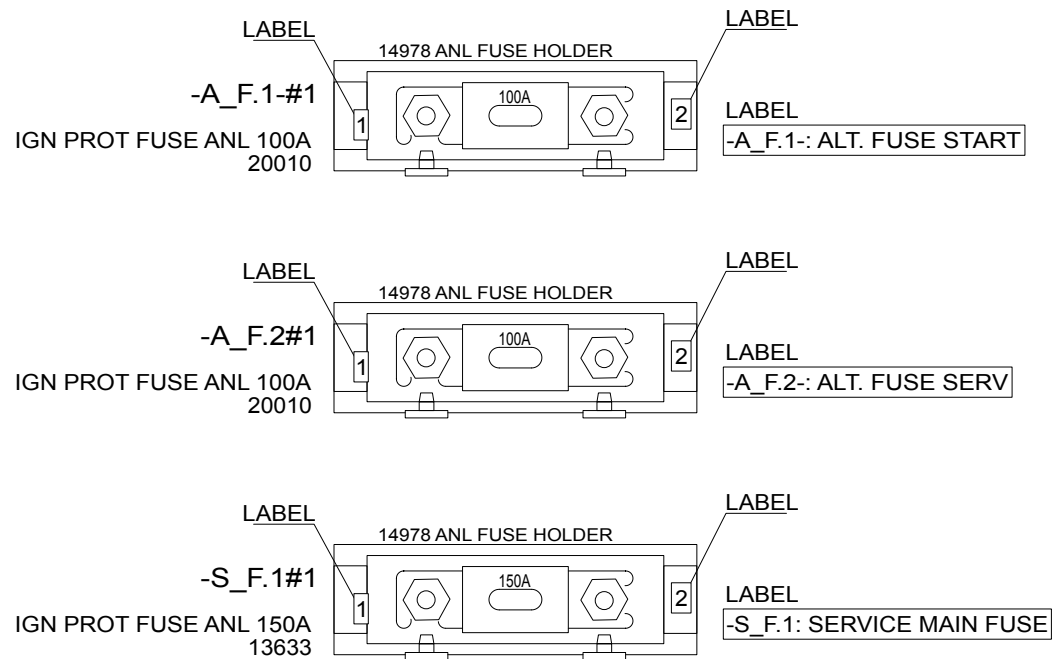 LABEL
LABEL
14978 ANL FUSE HOLDER
-A_F.1-#1
100A
1
2
LABEL
IGN PROT FUSE ANL 100A
20010
-A_F.1-: ALT. FUSE START
LABEL
LABEL
14978 ANL FUSE HOLDER
-A_F.2#1
100A
1
2
LABEL
IGN PROT FUSE ANL 100A
20010
-A_F.2-: ALT. FUSE SERV
LABEL
LABEL
14978 ANL FUSE HOLDER
-S_F.1#1
150A
1
2
LABEL
IGN PROT FUSE ANL 150A
13633
-S_F.1: SERVICE MAIN FUSE